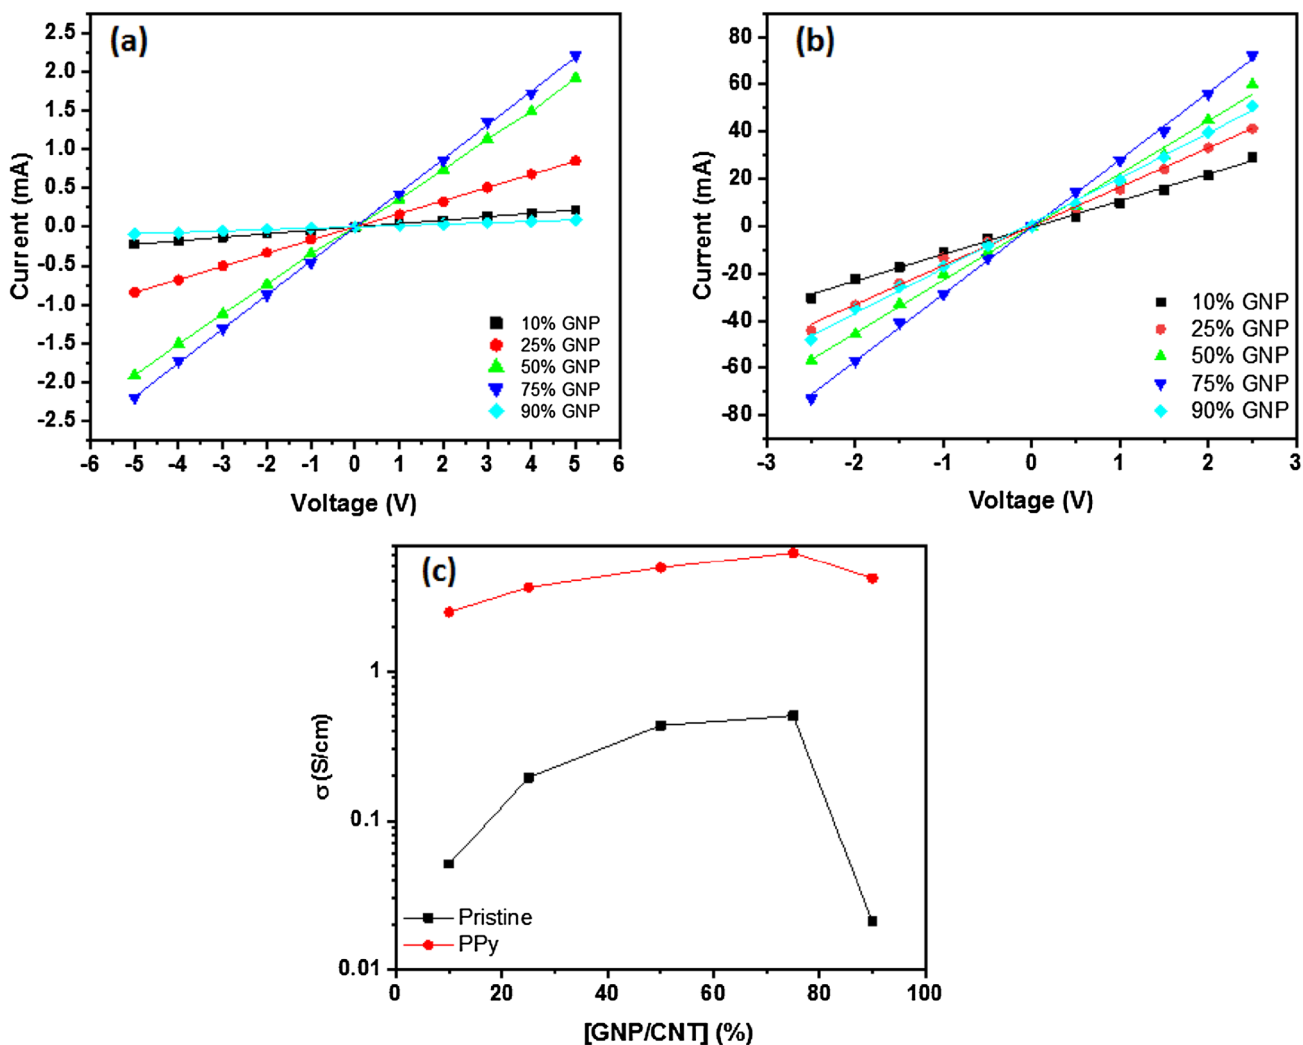 (a)
2.5
2.0
1.5
1.0
0.5
0.0
-0.5
-1.0
-1.5
-2.0
-2.5
Current (mA)
10% GNP
25% GNP
50% GNP
75% GNP
90% GNP
-6 -5 -4 -3 -2 -1 0 1 2 3 4 5 6
Voltage (V)
(b)
80
60
40
20
0
-20
-40
-60
-80
Current (mA)
10% GNP
25% GNP
50% GNP
75% GNP
90% GNP
-3 -2 -1 0 1 2 3
Voltage (V)
(c)
1
0.1
0.01
σ (S/cm)
Pristine
PPy
0 20 40 60 80 100
[GNP/CNT] (%)